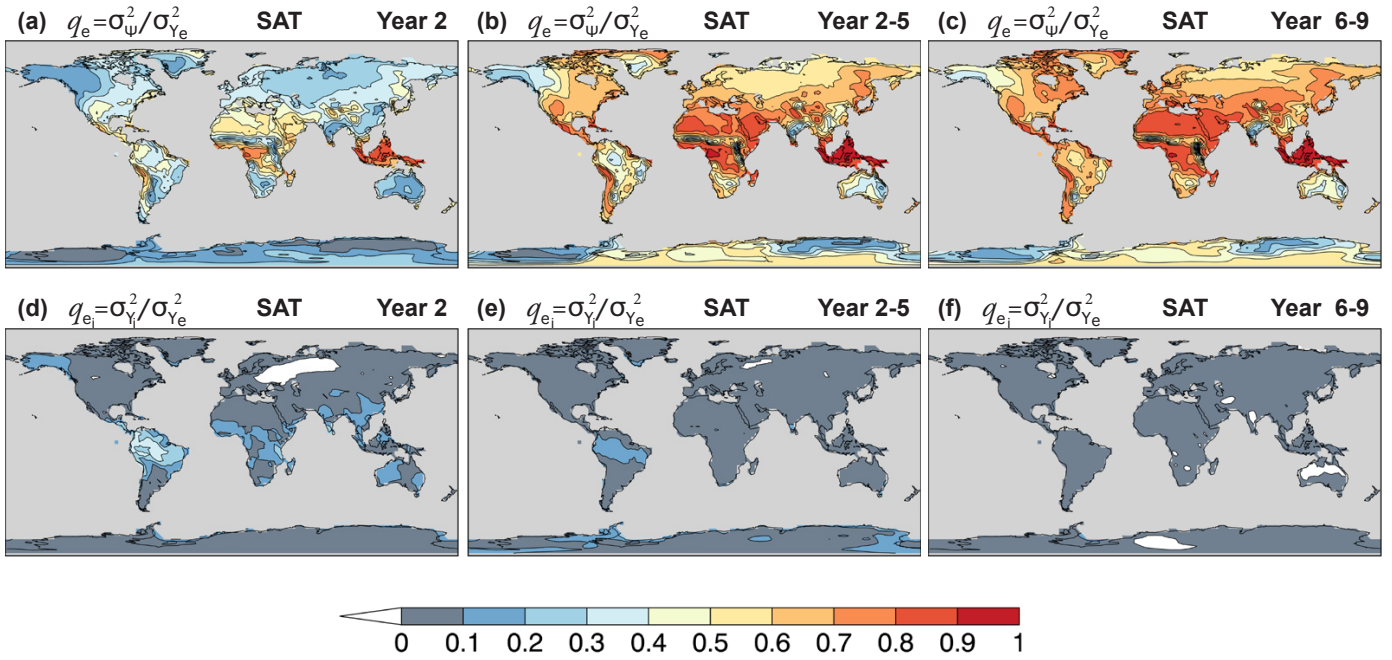 (a) qₑ=σ²_Ψ/σ²_Yₑ SAT Year 2
(b) qₑ=σ²_Ψ/σ²_Yₑ SAT Year 2-5
(c) qₑ=σ²_Ψ/σ²_Yₑ SAT Year 6-9
(d) q_eᵢ=σ²_Yᵢ/σ²_Yₑ SAT Year 2
(e) q_eᵢ=σ²_Yᵢ/σ²_Yₑ SAT Year 2-5
(f) q_eᵢ=σ²_Yᵢ/σ²_Yₑ SAT Year 6-9
0 0.1 0.2 0.3 0.4 0.5 0.6 0.7 0.8 0.9 1